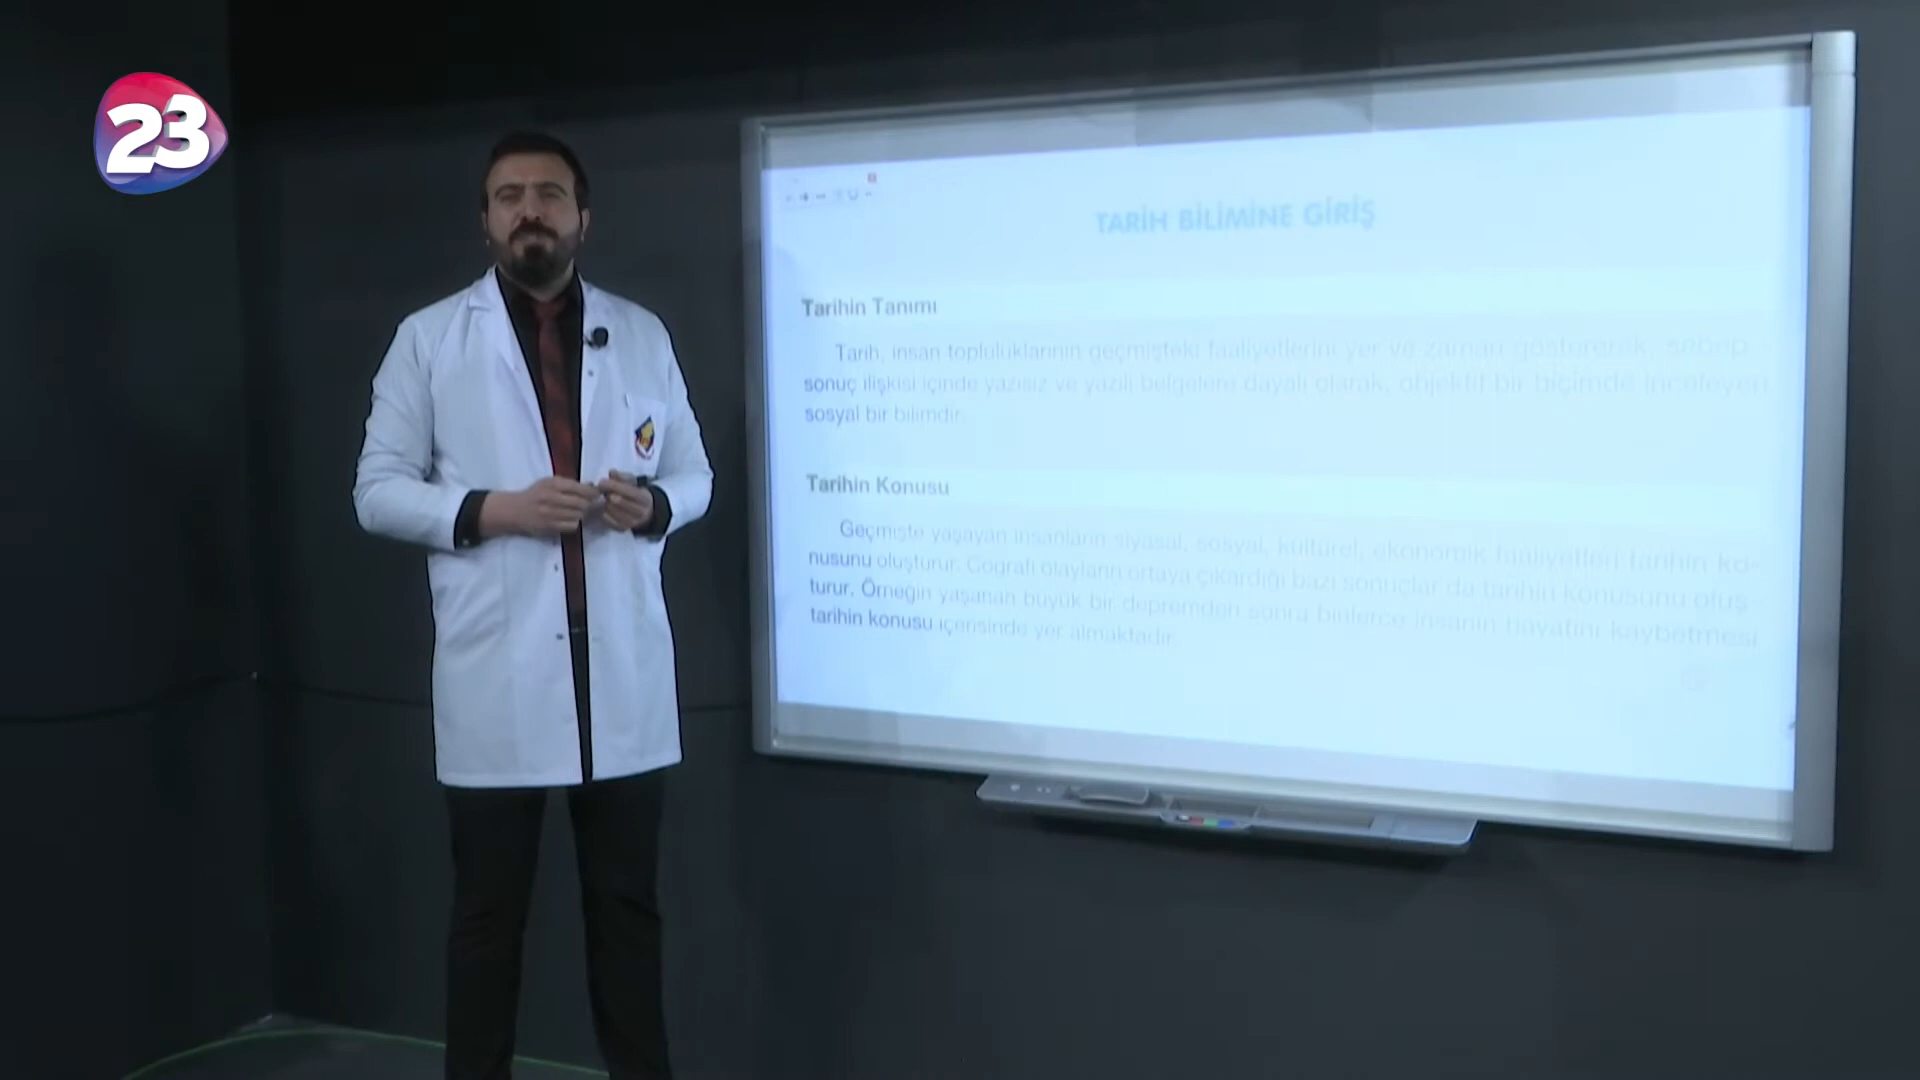 23
TARİH BİLİMİNE GİRİŞ
Tarihin Tanımı
Tarih, insan topluluklarının geçmişteki faaliyetlerini yer ve zaman göstererek, sebep -
sonuç ilişkisi içinde yazısız ve yazılı belgelere dayalı olarak, objektif bir biçimde inceleyen
sosyal bir bilimdir.
Tarihin Konusu
Geçmişte yaşayan insanların siyasal, sosyal, kültürel, ekonomik faaliyetleri tarihin ko-
nusunu oluşturur. Coğrafi olayların ortaya çıkardığı bazı sonuçlar da tarihin konusunu oluş-
turur. Örneğin yaşanan büyük bir depremden sonra binlerce insanın hayatını kaybetmesi
tarihin konusu içerisinde yer almaktadır.